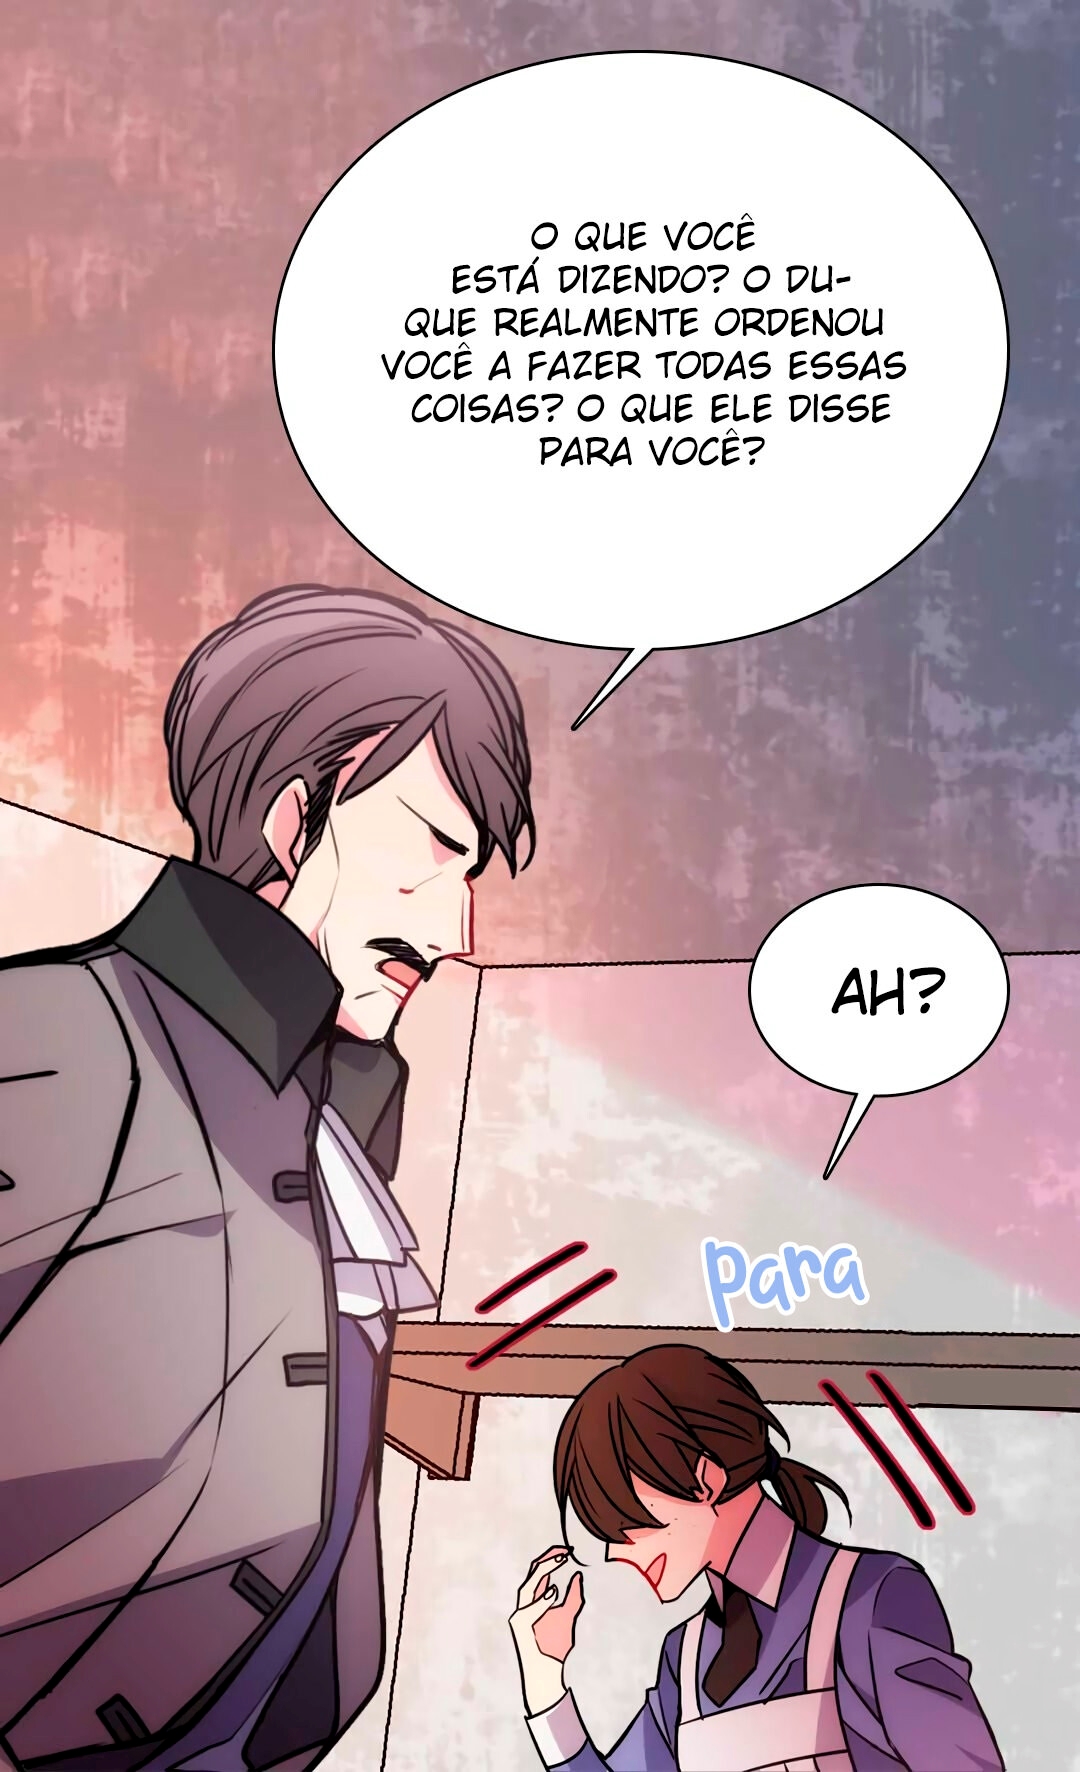 O QUE VOCÊ
ESTÁ DIZENDO? O DU-
QUE REALMENTE ORDENOU
VOCÊ A FAZER TODAS ESSAS
COISAS? O QUE ELE DISSE
PARA VOCÊ?
AH?
Para